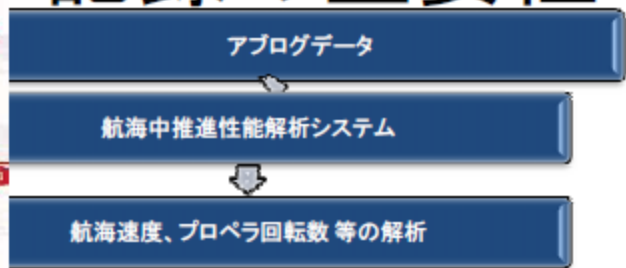 アブログデータ
航海中推進性能解析システム
航海速度、プロペラ回転数 等の解析